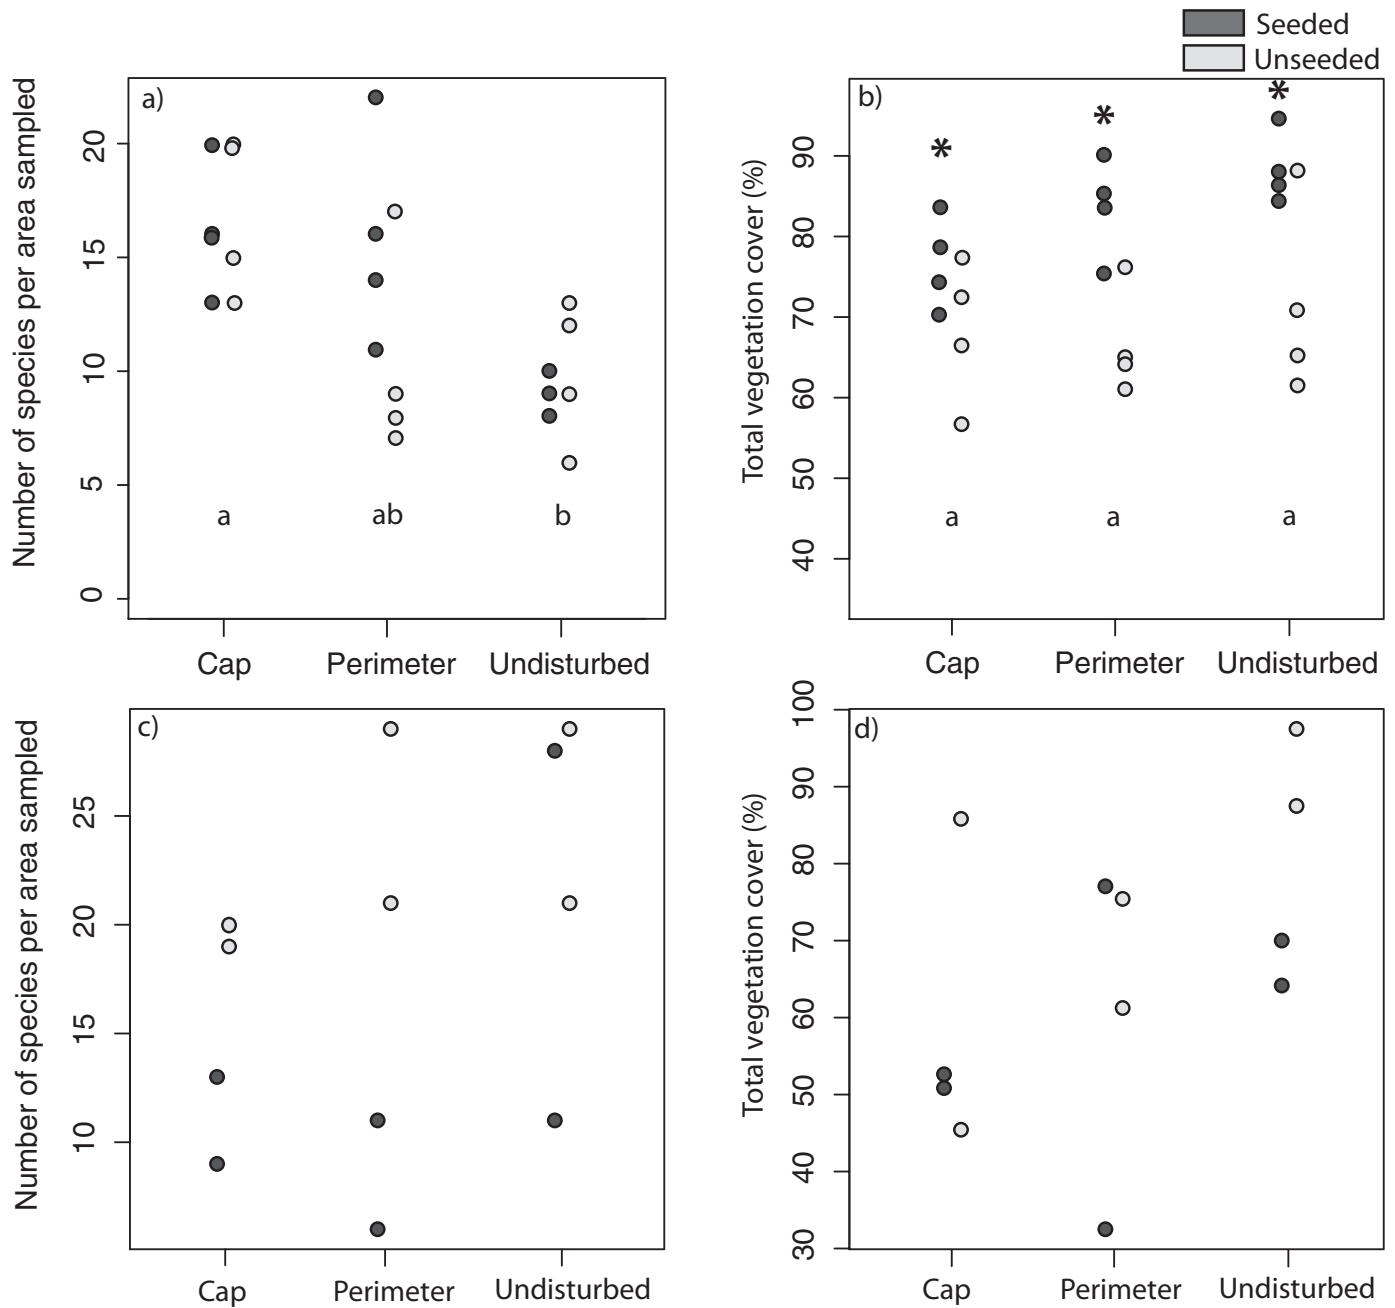 Seeded
Unseeded
a)
Number of species per area sampled
20
15
10
5
0
a ab b
Cap Perimeter Undisturbed
b)
Total vegetation cover (%)
90
80
70
60
50
40
* * *
a a a
Cap Perimeter Undisturbed
c)
Number of species per area sampled
25
20
15
10
Cap Perimeter Undisturbed
d)
Total vegetation cover (%)
100
90
80
70
60
50
40
30
Cap Perimeter Undisturbed